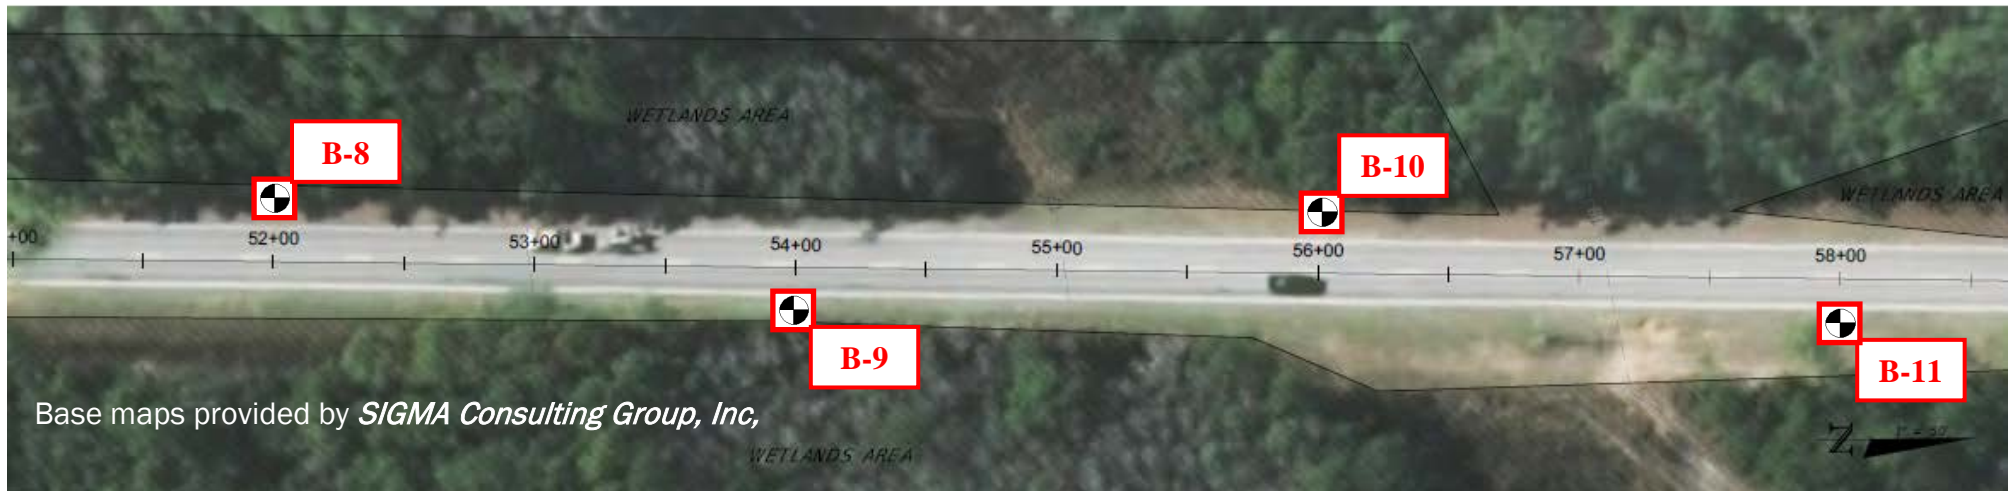 WETLANDS AREA
B-8
B-10
WETLANDS AREA
+00
52+00
53+00
54+00
55+00
56+00
57+00
58+00
B-9
B-11
Base maps provided by SIGMA Consulting Group, Inc,
WETLANDS AREA
N